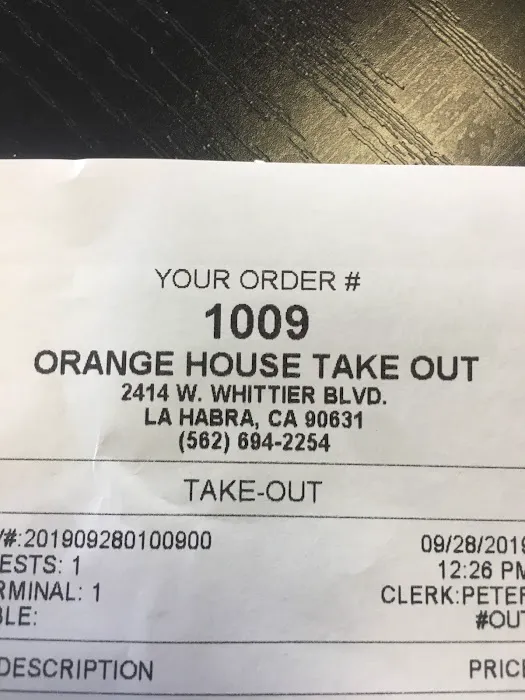 YOUR ORDER #
1009
ORANGE HOUSE TAKE OUT
2414 W. WHITTIER BLVD.
LA HABRA, CA 90631
(562) 694-2254
TAKE-OUT
/#:201909280100900 09/28/2019
ESTS: 1 12:26 PM
RMINAL: 1 CLERK:PETER
BLE: #OUT
DESCRIPTION PRIC